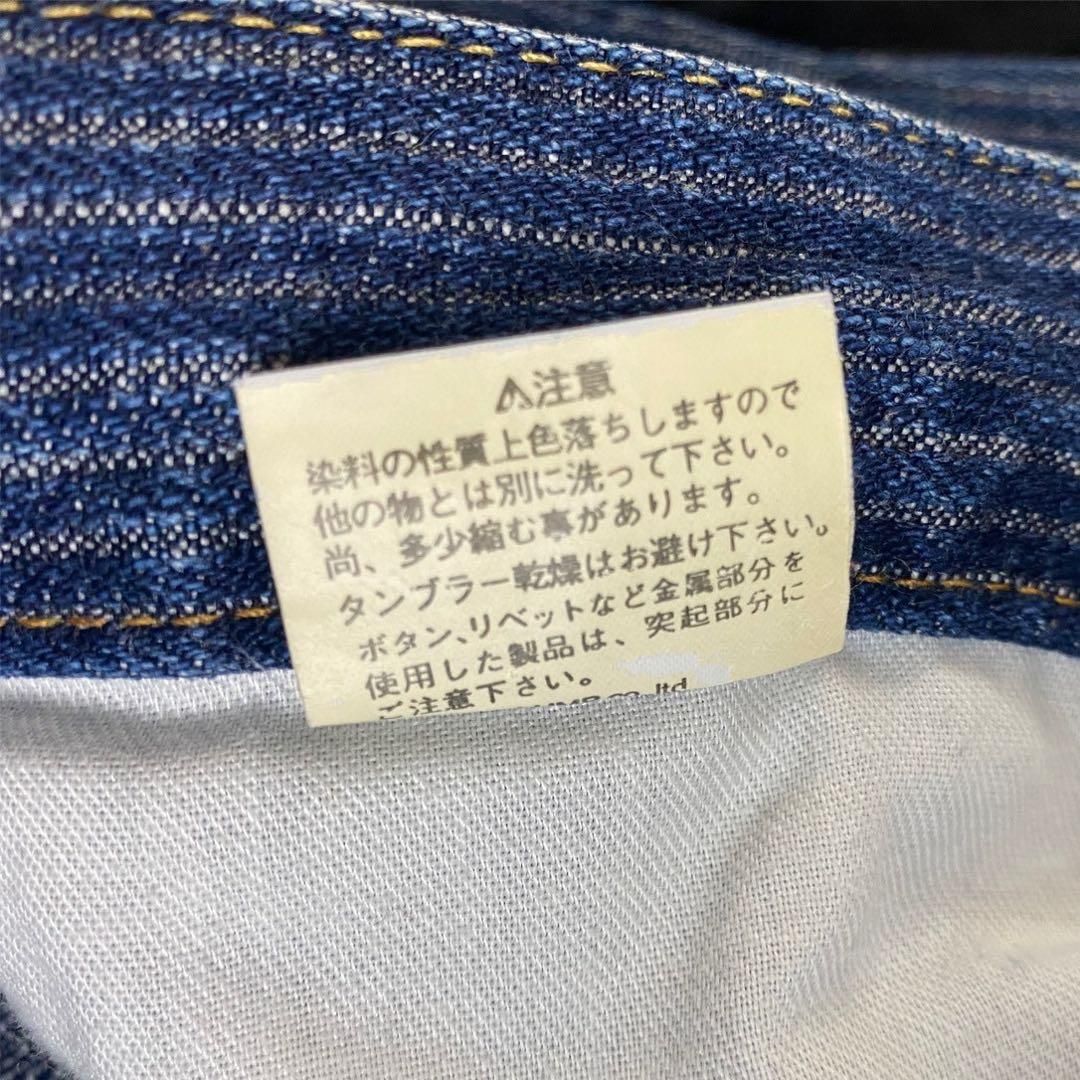 ⚠注意
染料の性質上色落ちしますので
他の物とは別に洗って下さい。
尚、多少縮む事があります。
タンブラー乾燥はお避け下さい。
ボタン、リベットなど金属部分を
使用した製品は、突起部分に
ご注意下さい。
co.,ltd